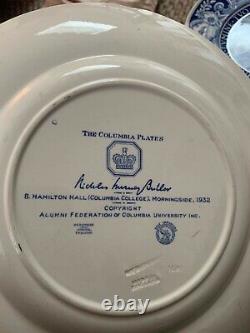 THE COLUMBIA PLATES
Nicholas Murray Butler
8. HAMILTON HALL (COLUMBIA COLLEGE), MORNINGSIDE, 1932
COPYRIGHT
ALUMNI FEDERATION OF COLUMBIA UNIVERSITY INC.